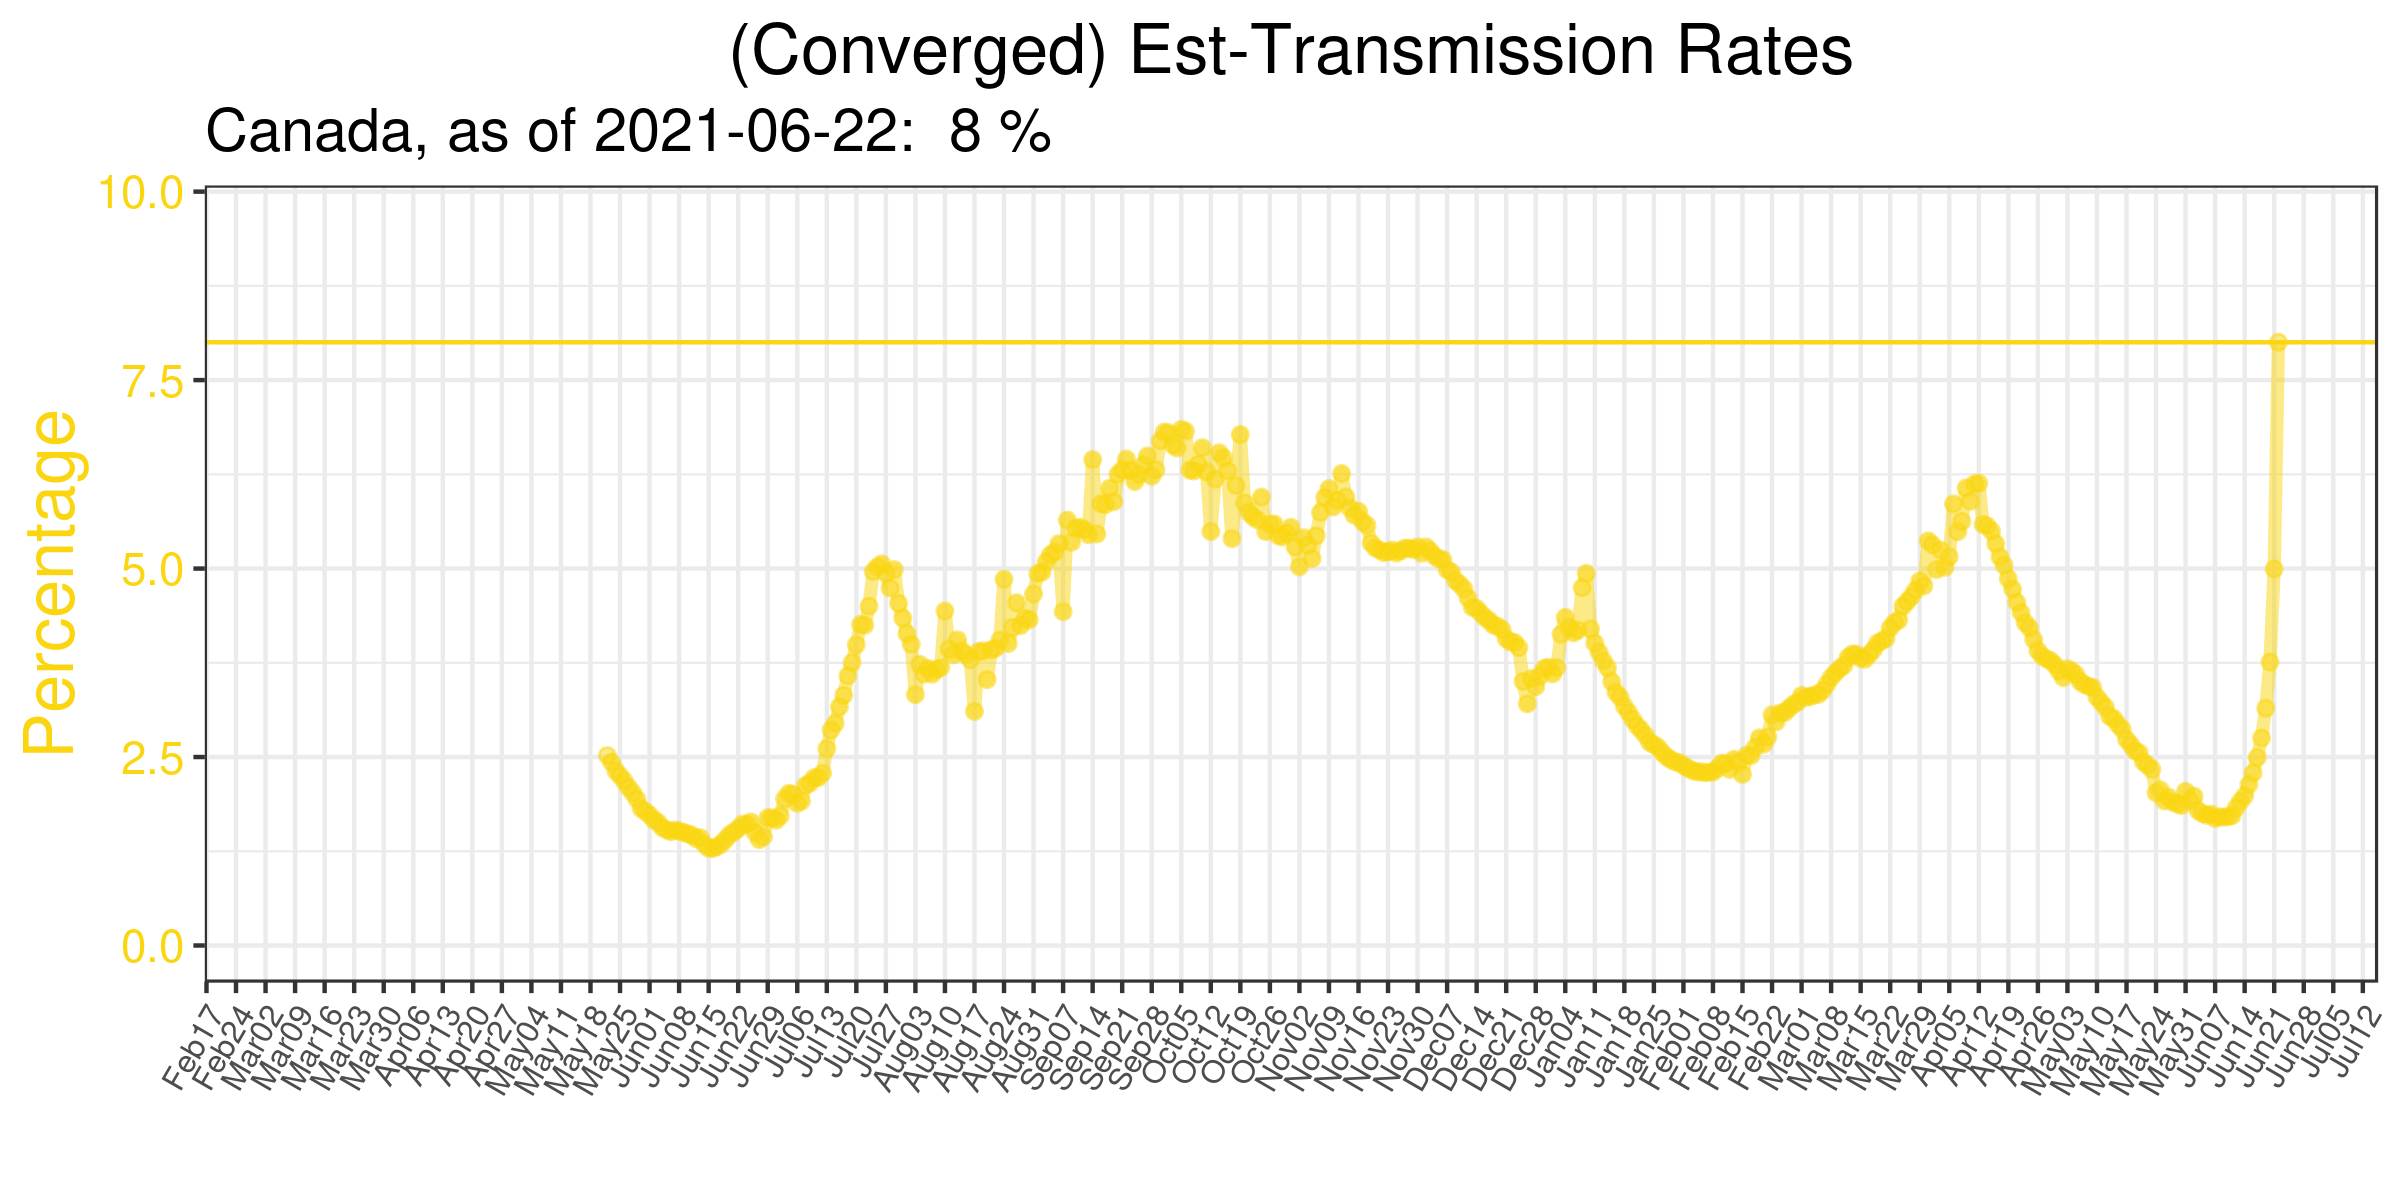 (Converged) Est-Transmission Rates
Canada, as of 2021-06-22:  8 %
Percentage
10.0
7.5
5.0
2.5
0.0
Feb17
Feb24
Mar02
Mar09
Mar16
Mar23
Mar30
Apr06
Apr13
Apr20
Apr27
May04
May11
May18
May25
Jun01
Jun08
Jun15
Jun22
Jun29
Jul06
Jul13
Jul20
Jul27
Aug03
Aug10
Aug17
Aug24
Aug31
Sep07
Sep14
Sep21
Sep28
Oct05
Oct12
Oct19
Oct26
Nov02
Nov09
Nov16
Nov23
Nov30
Dec07
Dec14
Dec21
Dec28
Jan04
Jan11
Jan18
Jan25
Feb01
Feb08
Feb15
Feb22
Mar01
Mar08
Mar15
Mar22
Mar29
Apr05
Apr12
Apr19
Apr26
May03
May10
May17
May24
May31
Jun07
Jun14
Jun21
Jun28
Jul05
Jul12